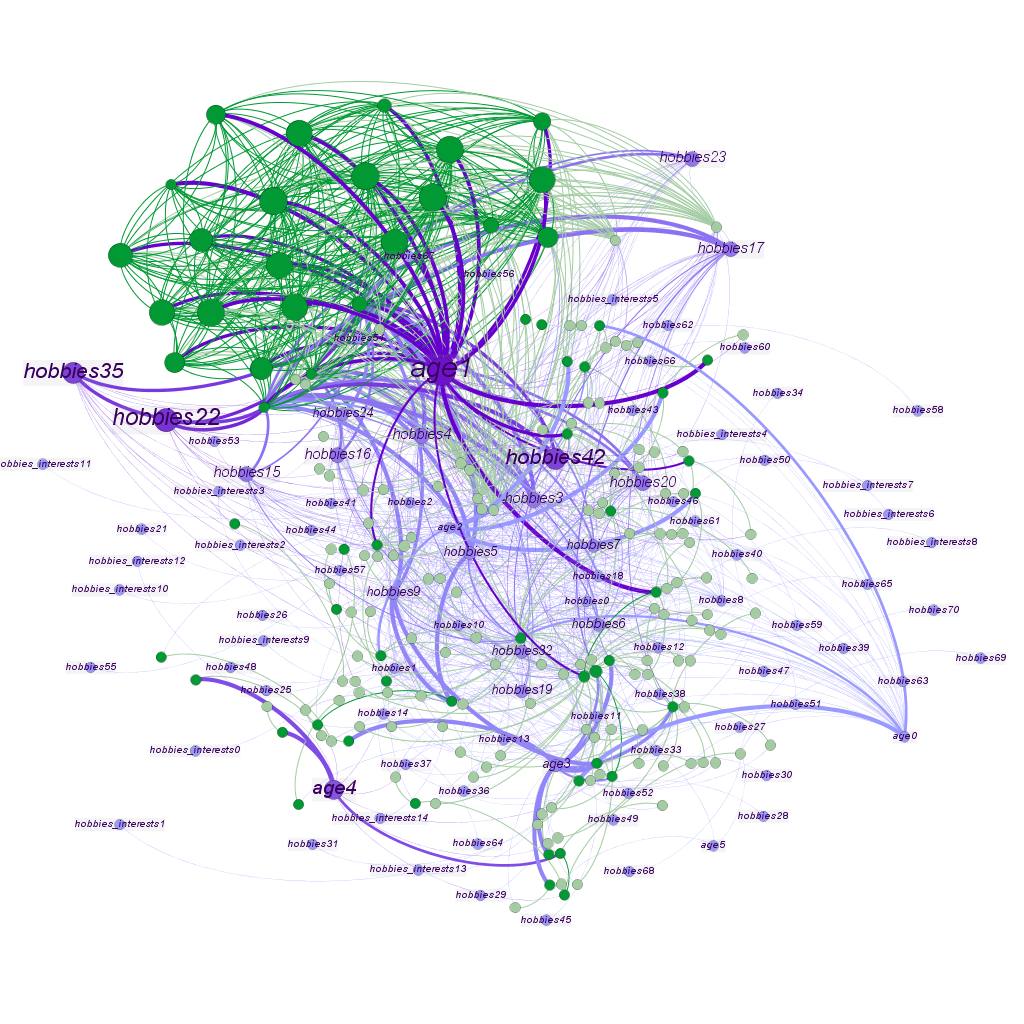 hobbies23
hobbies17
hobbies67
hobbies56
hobbies_interests5
hobbies62
hobbies54
hobbies60
hobbies66
age1
hobbies35
hobbies34
hobbies43
hobbies58
hobbies24
hobbies22
hobbies4
hobbies_interests4
hobbies53
hobbies16
hobbies42
hobbies50
hobbies_interests11
hobbies15
hobbies20
hobbies_interests7
hobbies_interests3
hobbies41
hobbies2
hobbies3
hobbies46
hobbies_interests6
hobbies61
hobbies21
hobbies44
age2
hobbies_interests2
hobbies7
hobbies_interests8
hobbies5
hobbies40
hobbies_interests12
hobbies57
hobbies18
hobbies65
hobbies_interests10
hobbies9
hobbies0
hobbies8
hobbies70
hobbies26
hobbies10
hobbies6
hobbies59
hobbies_interests9
hobbies32
hobbies12
hobbies39
hobbies69
hobbies55
hobbies48
hobbies1
hobbies47
hobbies63
hobbies25
hobbies19
hobbies38
hobbies51
hobbies14
hobbies11
hobbies27
age0
hobbies13
hobbies_interests0
hobbies33
hobbies37
age3
hobbies30
age4
hobbies36
hobbies52
hobbies_interests14
hobbies49
hobbies28
hobbies_interests1
hobbies31
hobbies64
age5
hobbies_interests13
hobbies68
hobbies29
hobbies45